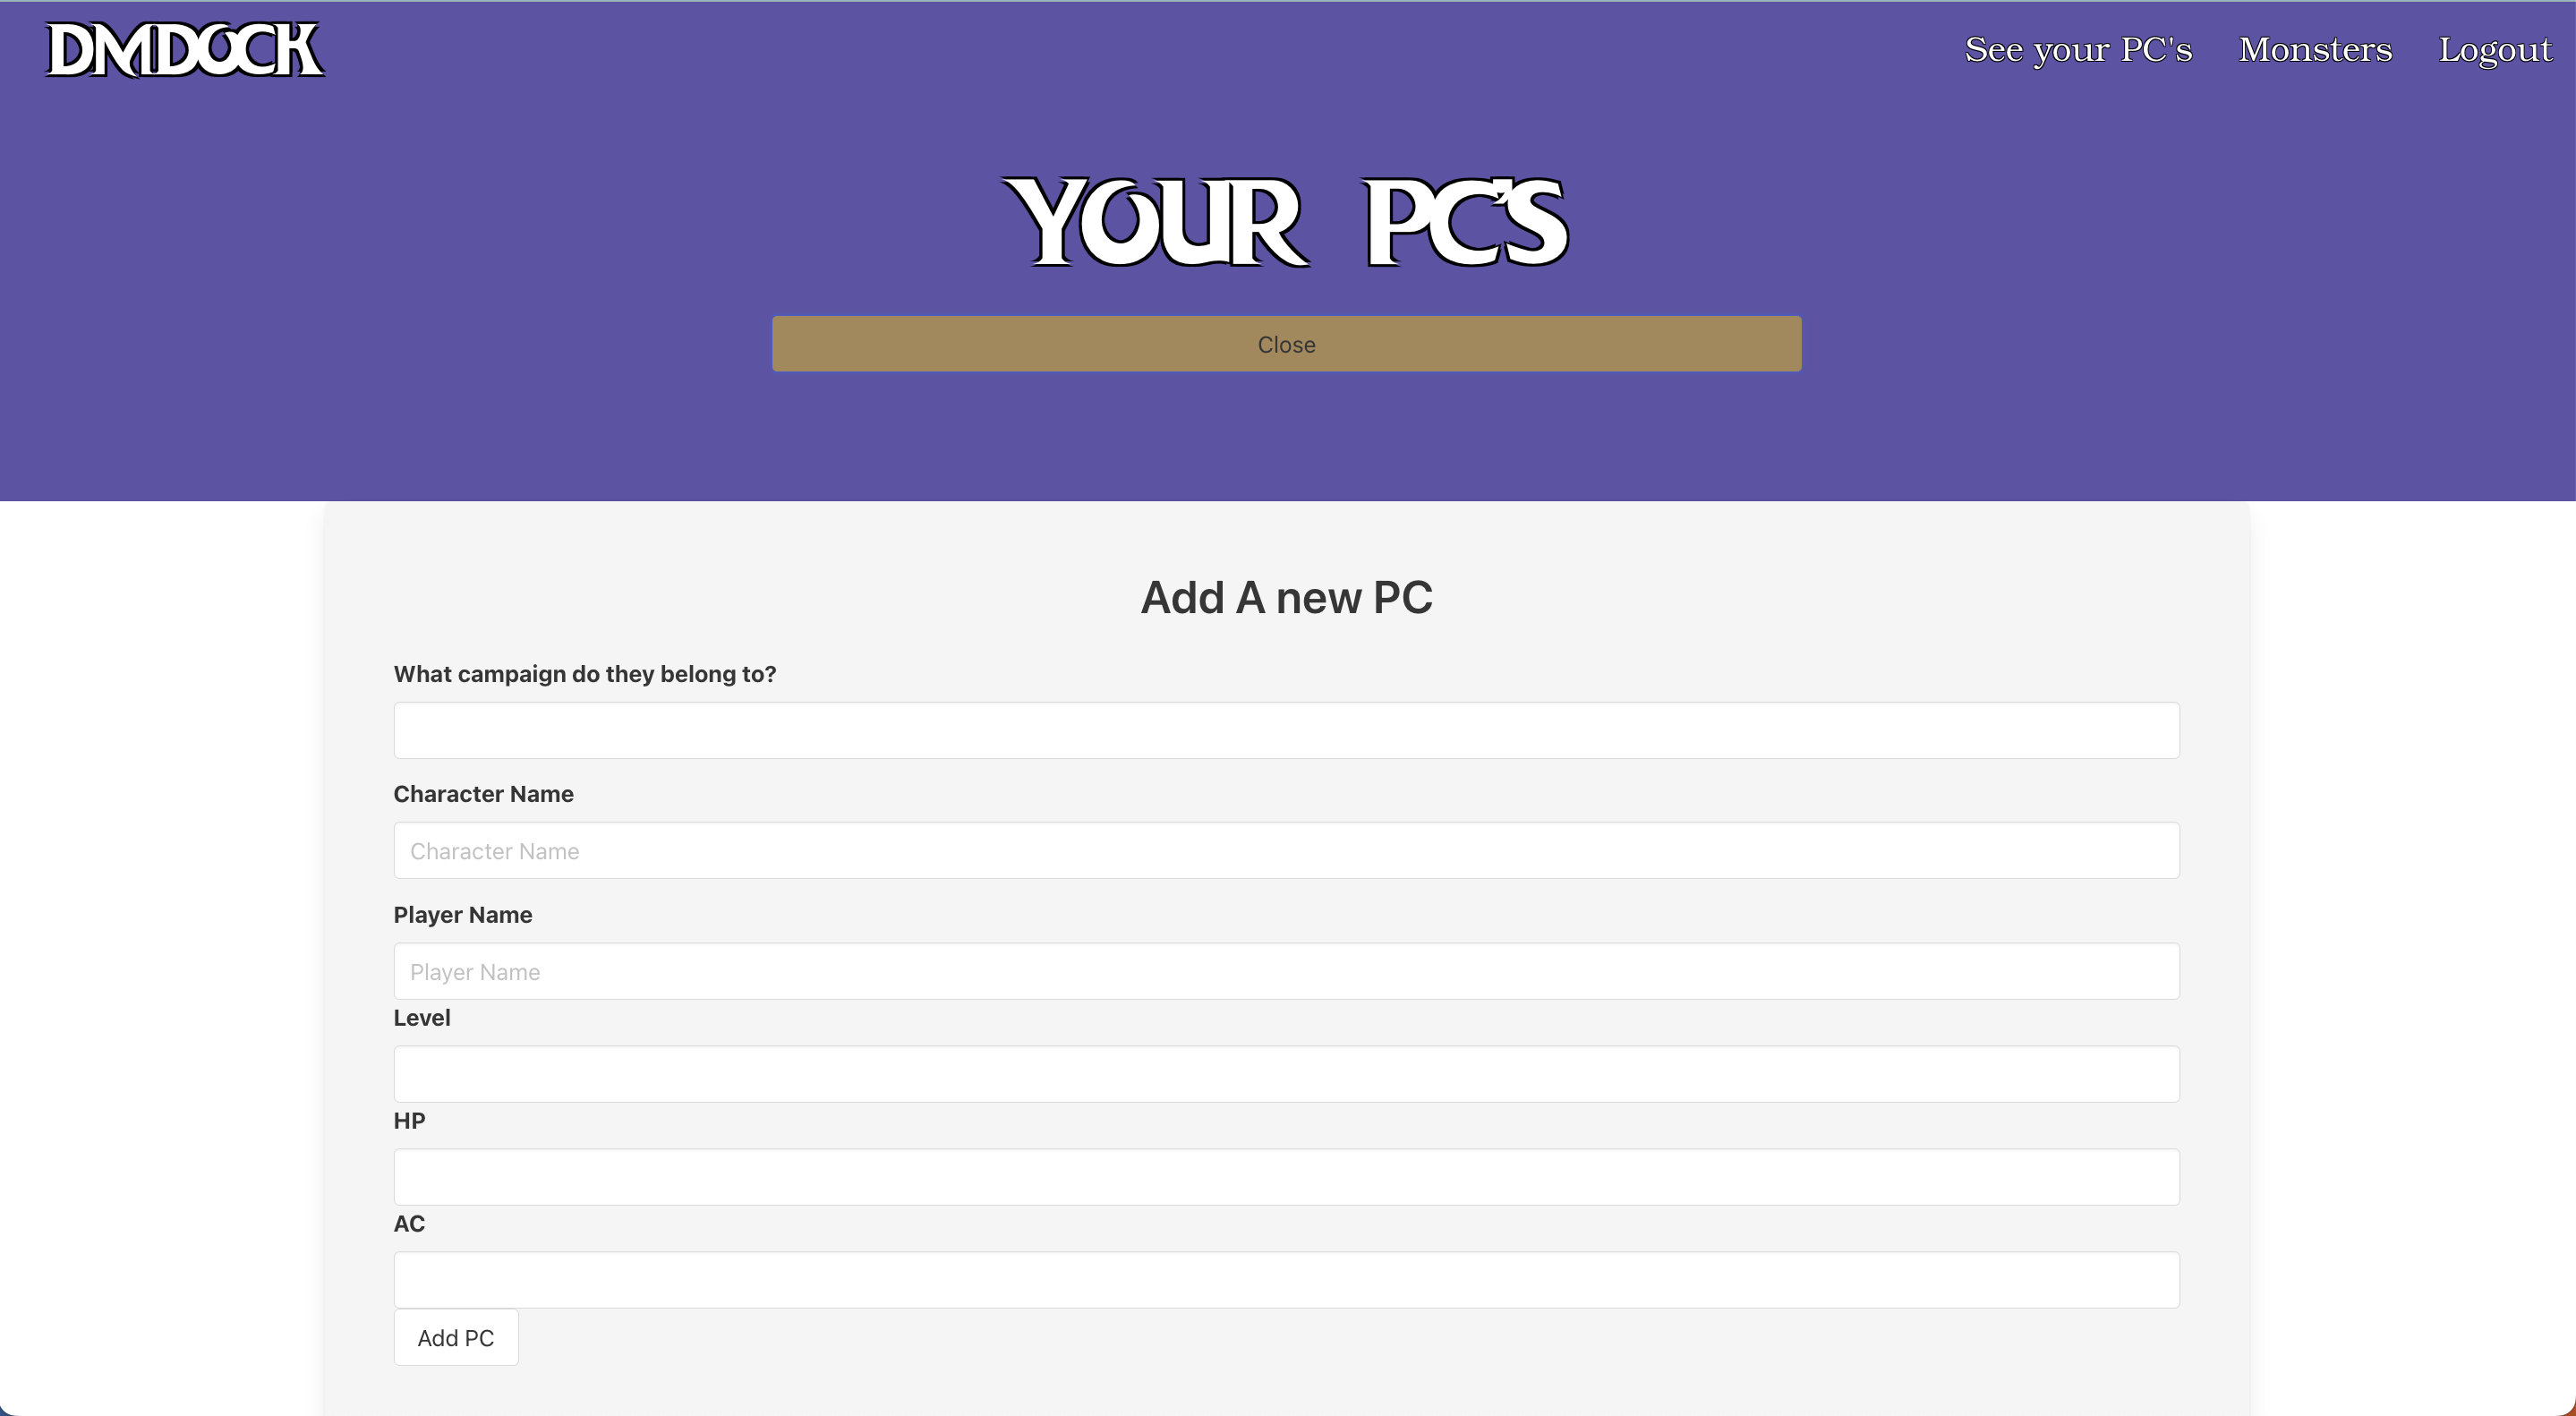 DMDOCK
See your PC's
Monsters
Logout
YOUR PC'S
Close
Add A new PC
What campaign do they belong to?
Character Name
Character Name
Player Name
Player Name
Level
HP
AC
Add PC